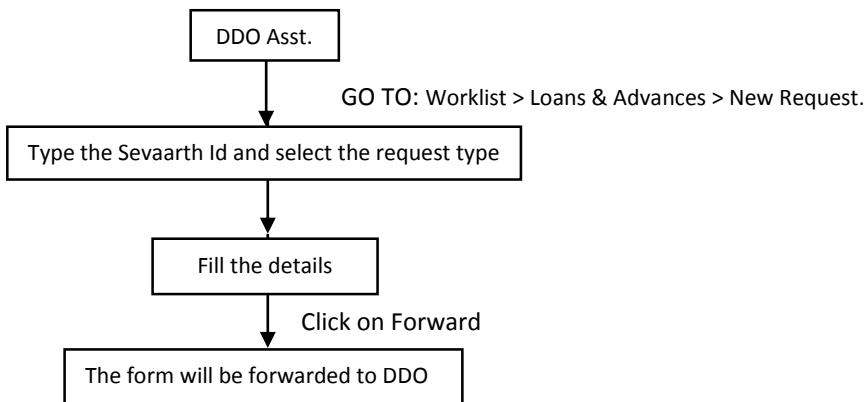 DDO Asst.
GO TO: Worklist > Loans & Advances > New Request.
Type the Sevaarth Id and select the request type
Fill the details
Click on Forward
The form will be forwarded to DDO